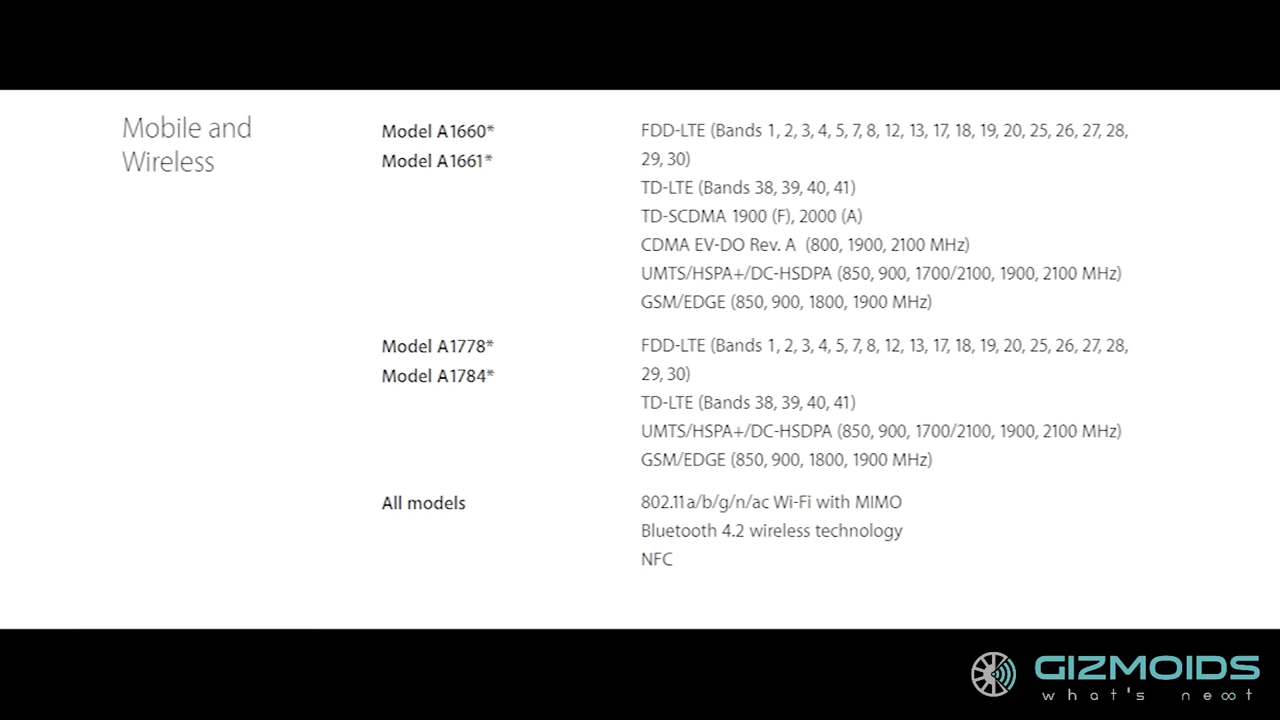 Mobile and
Wireless
Model A1660*
Model A1661*
FDD-LTE (Bands 1, 2, 3, 4, 5, 7, 8, 12, 13, 17, 18, 19, 20, 25, 26, 27, 28,
29, 30)
TD-LTE (Bands 38, 39, 40, 41)
TD-SCDMA 1900 (F), 2000 (A)
CDMA EV-DO Rev. A (800, 1900, 2100 MHz)
UMTS/HSPA+/DC-HSDPA (850, 900, 1700/2100, 1900, 2100 MHz)
GSM/EDGE (850, 900, 1800, 1900 MHz)
Model A1778*
Model A1784*
FDD-LTE (Bands 1, 2, 3, 4, 5, 7, 8, 12, 13, 17, 18, 19, 20, 25, 26, 27, 28,
29, 30)
TD-LTE (Bands 38, 39, 40, 41)
UMTS/HSPA+/DC-HSDPA (850, 900, 1700/2100, 1900, 2100 MHz)
GSM/EDGE (850, 900, 1800, 1900 MHz)
All models
802.11a/b/g/n/ac Wi-Fi with MIMO
Bluetooth 4.2 wireless technology
NFC
GIZMOIDS
what's next